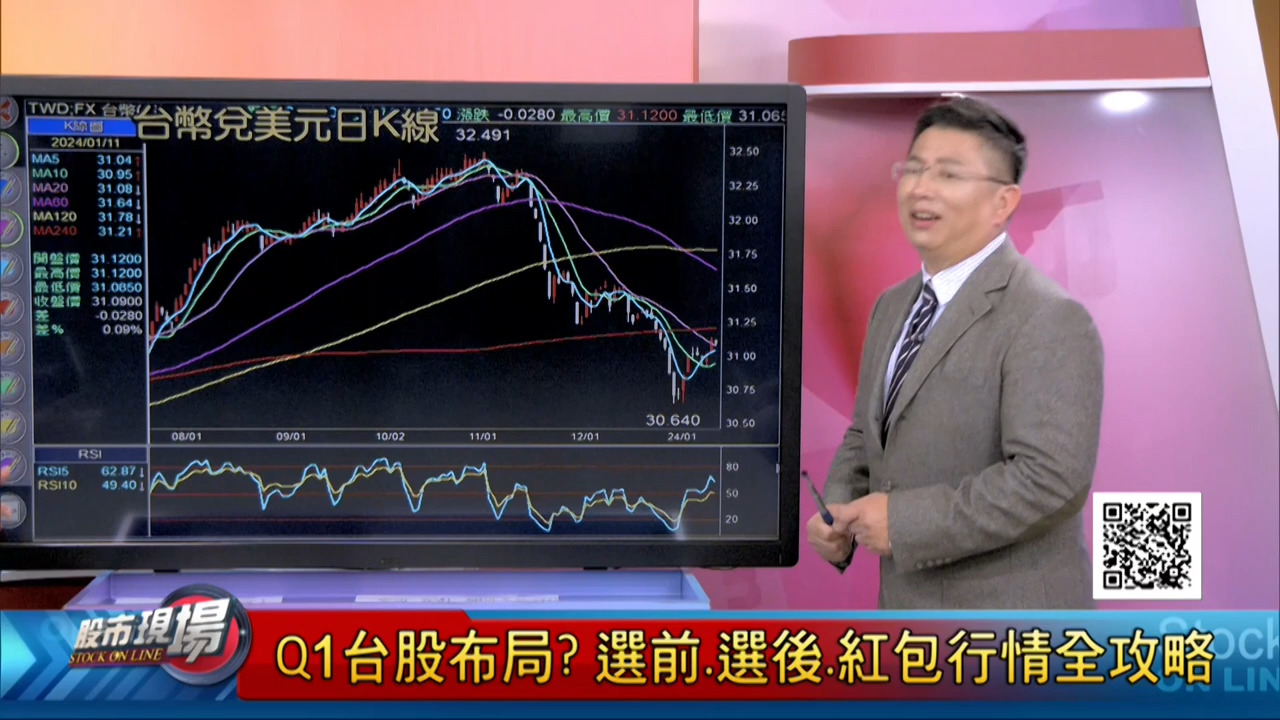 TWD:FX 台幣
台幣兌美元日K線
漲跌 -0.0280 最高價 31.1200 最低價 31.065
K線圖
2024/01/11
MA5 31.04↑
MA10 30.95↑
MA20 31.08↓
MA60 31.64↓
MA120 31.78↓
MA240 31.21↑
開盤價 31.1200
最高價 31.1200
最低價 31.0650
收盤價 31.0900
差 -0.0280
差% 0.09%
32.491
30.640
32.50
32.25
32.00
31.75
31.50
31.25
31.00
30.75
30.50
08/01 09/01 10/02 11/01 12/01 24/01
RSI
RSI5 62.87↓
RSI10 49.40↓
80
50
20
股市現場
STOCK ON LINE
Q1台股布局? 選前.選後.紅包行情全攻略
Stock
ON LIN